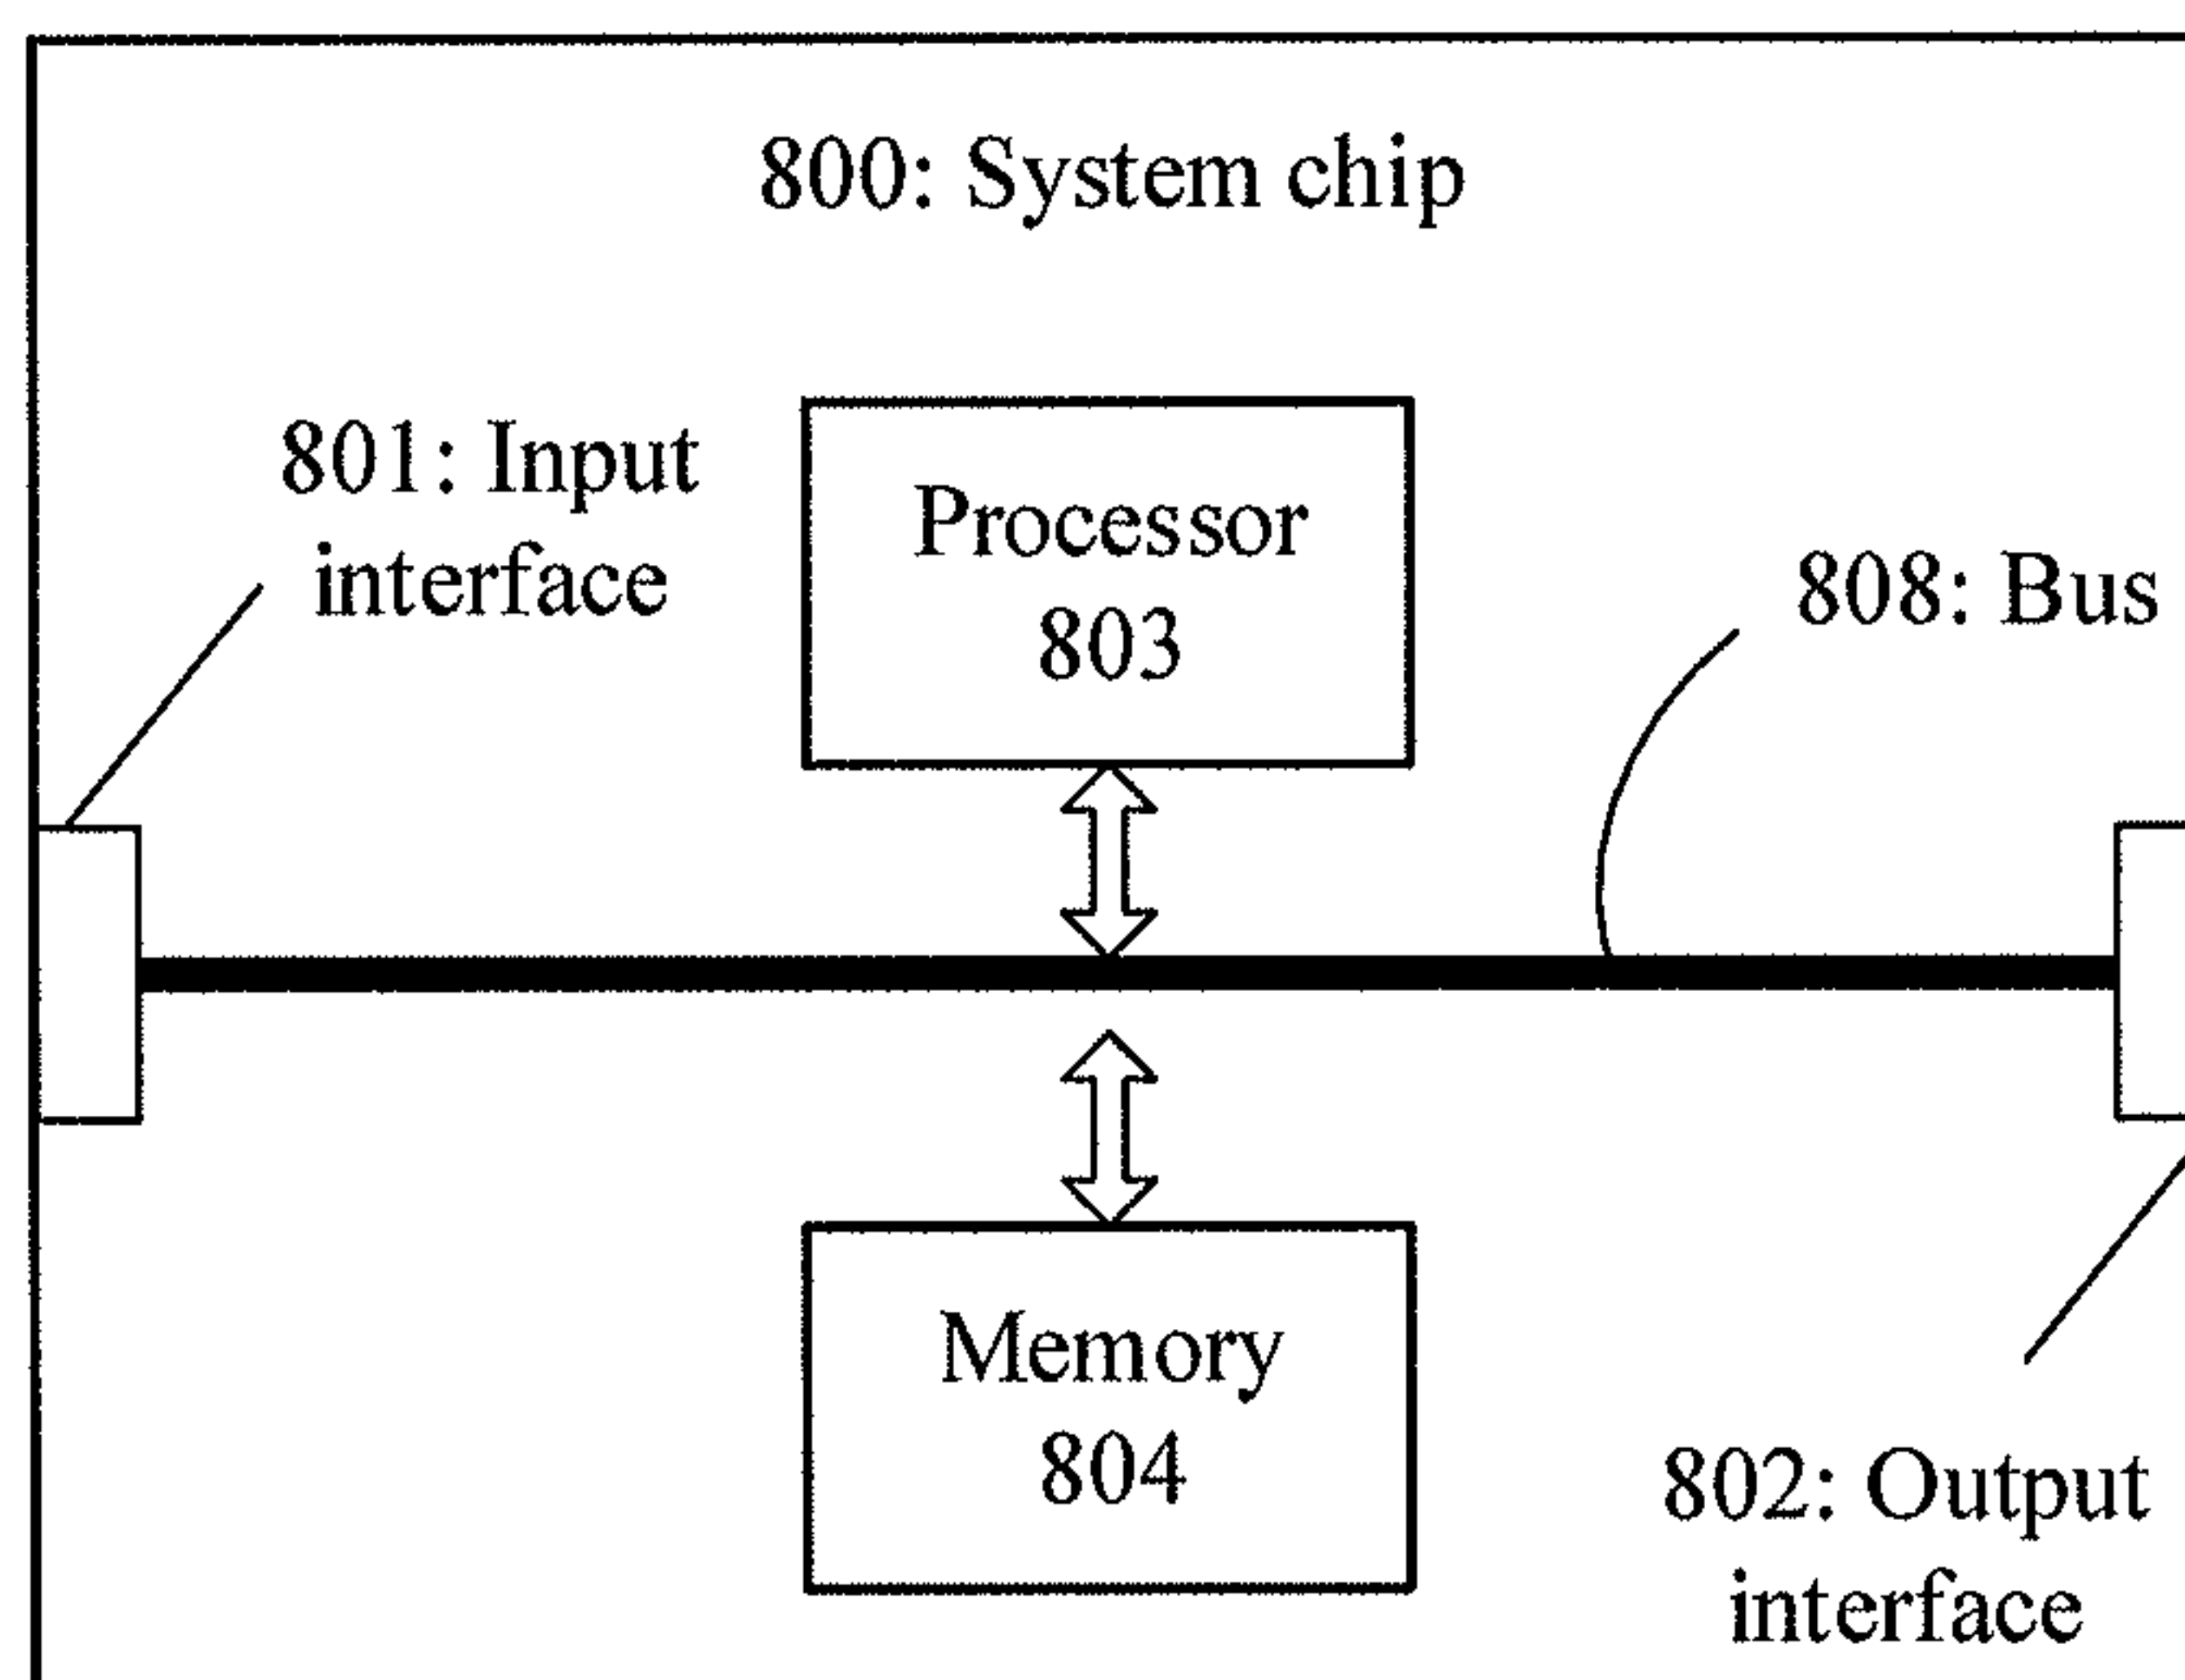 800: System chip
801: Input
interface
Processor
803
808: Bus
Memory
804
802: Output
interface